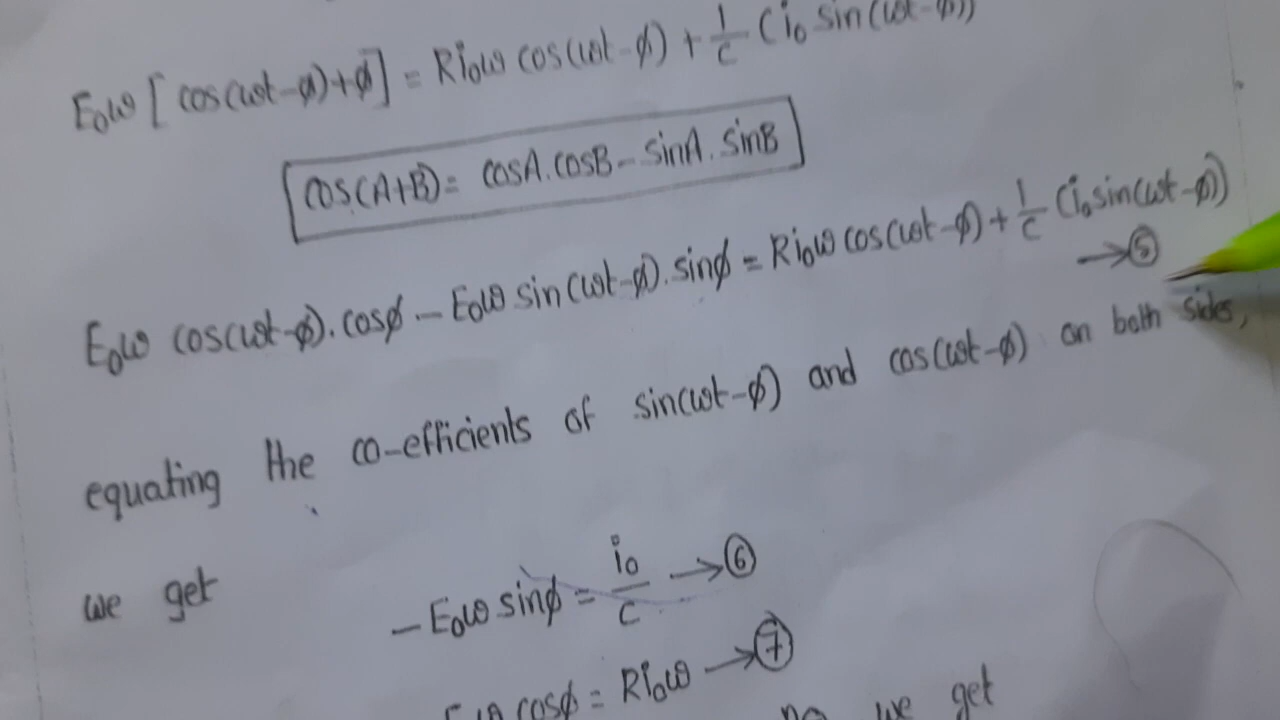 E₀ω [cos(ωt-φ)+φ] = Ri₀ω cos(ωt-φ) + 1/c (i₀ sin(ωt-φ))
cos(A+B) = cosA.cosB - sinA.sinB
E₀ω cos(ωt-φ).cosφ - E₀ω sin(ωt-φ).sinφ = Ri₀ω cos(ωt-φ) + 1/c (i₀ sin(ωt-φ))
→⑤
equating the co-efficients of sin(ωt-φ) and cos(ωt-φ) on both sides,
we get
-E₀ω sinφ = i₀/c →⑥
cosφ = Ri₀ω →⑦
we get